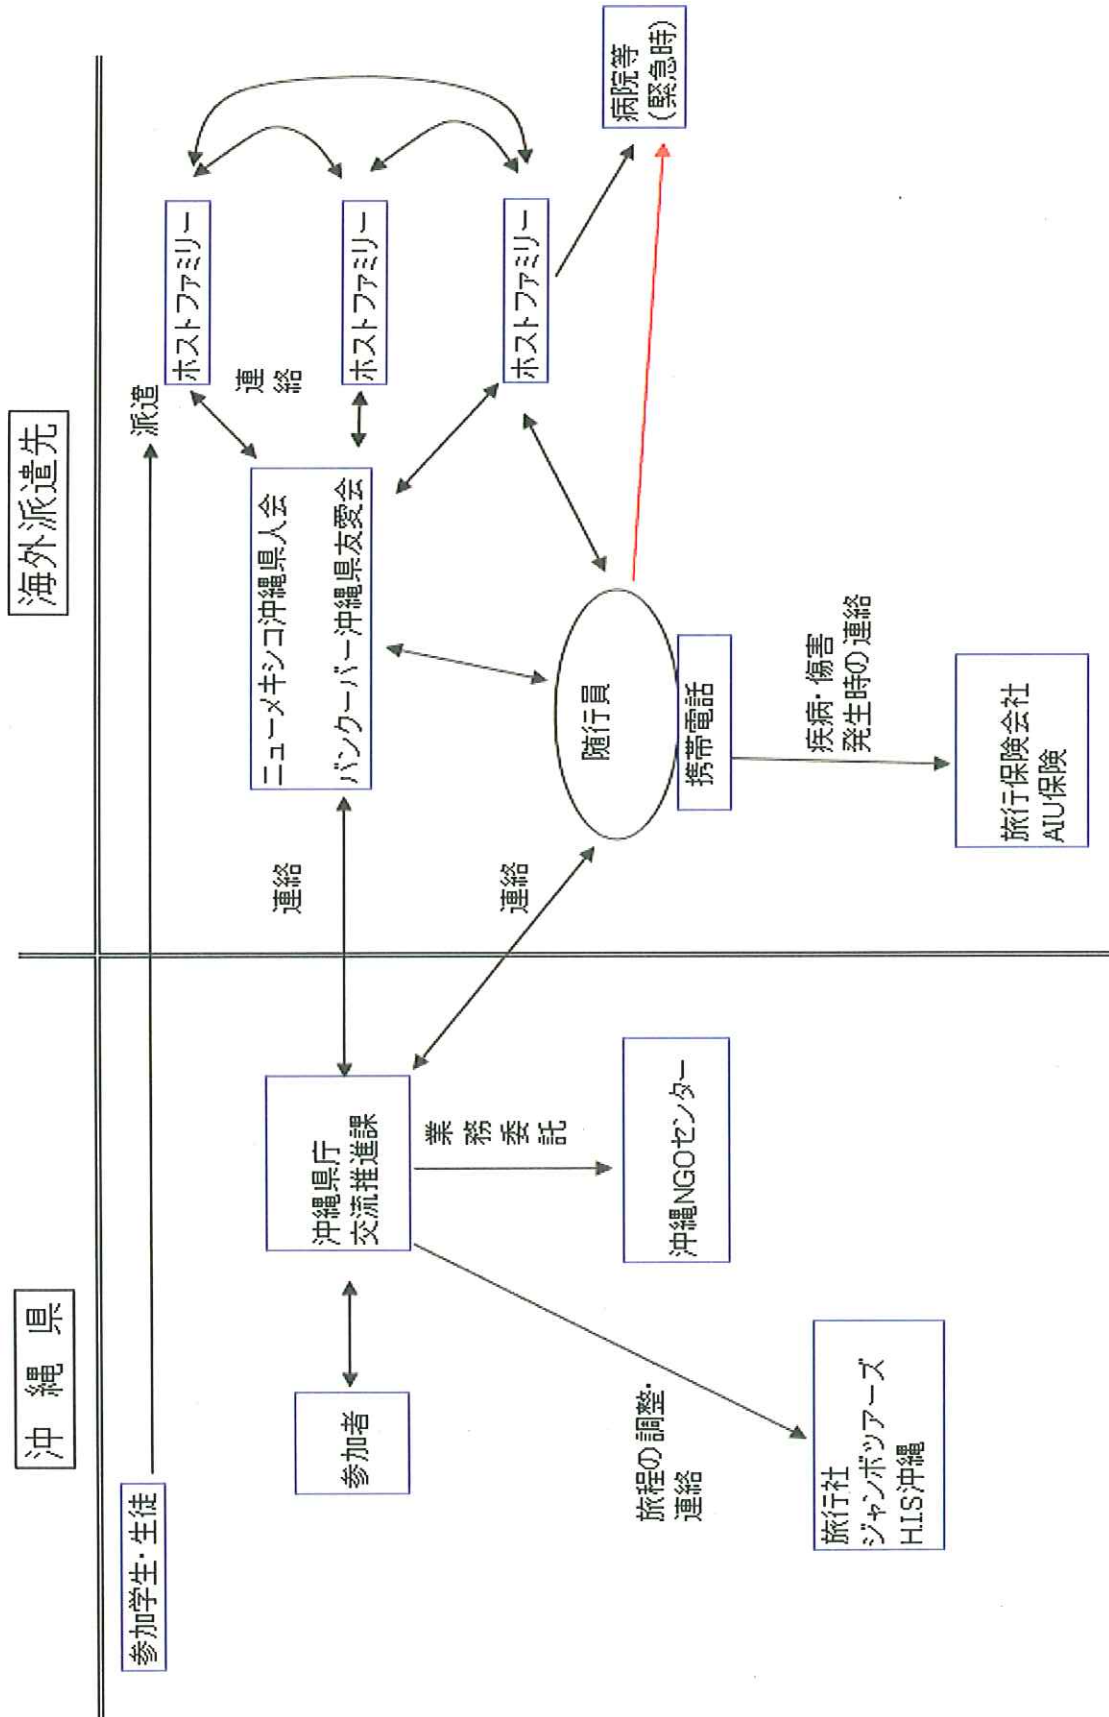 沖縄県
海外派遣先
参加学生・生徒
派遣
ホストファミリー
連絡
ホストファミリー
ホストファミリー
ニューメキシコ沖縄県人会
バンクーバー沖縄県友愛会
連絡
連絡
参加者
沖縄県庁
交流推進課
業務委託
沖縄NGOセンター
旅程の調整・
連絡
旅行社
ジャンボツアーズ
H.I.S沖縄
随行員
携帯電話
疾病・傷害
発生時の連絡
旅行保険会社
AIU保険
病院等
(緊急時)